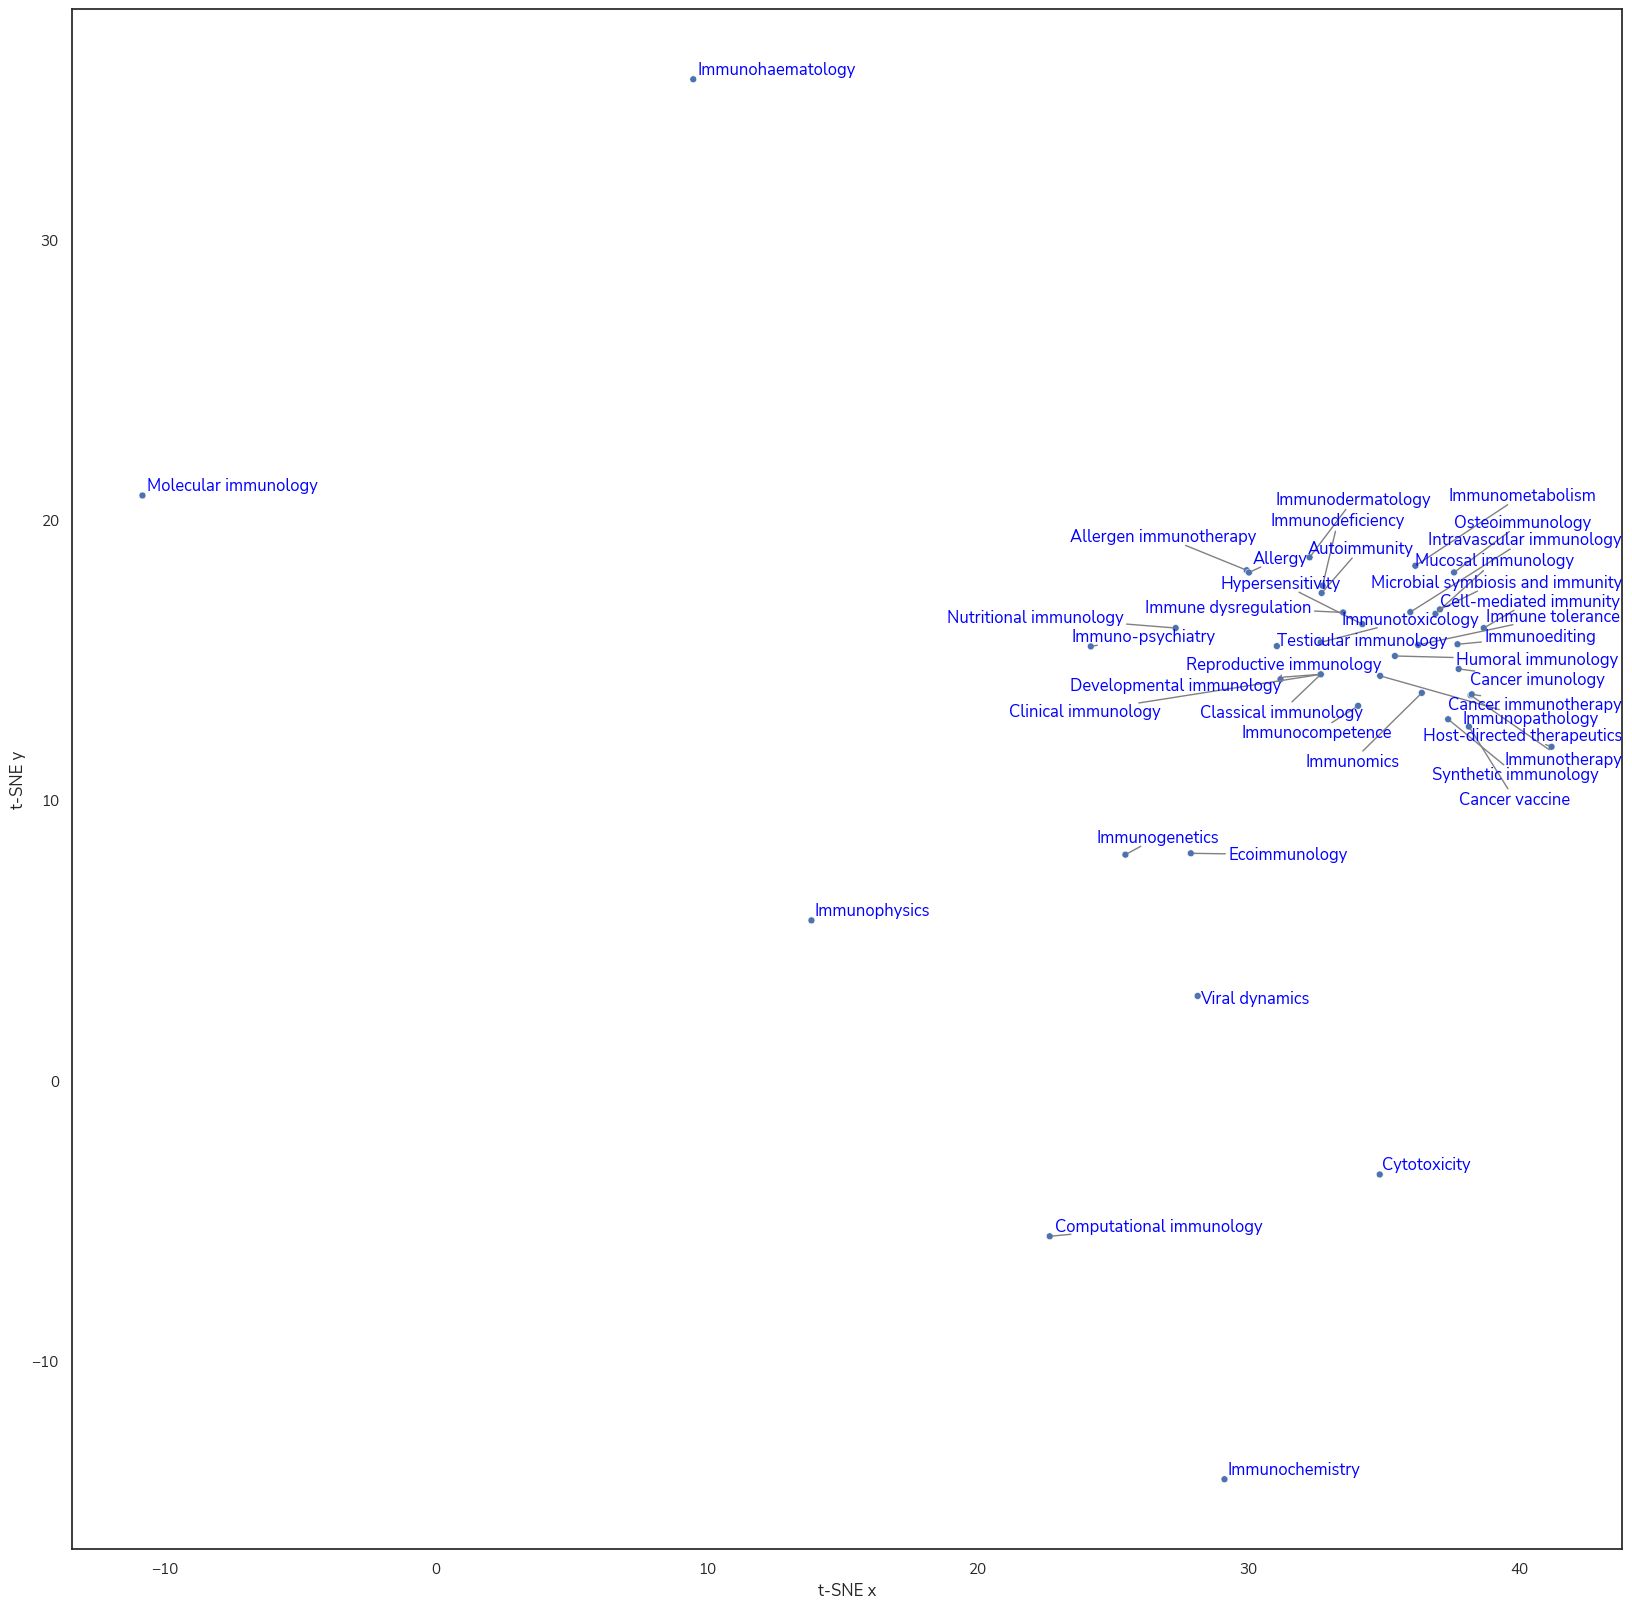 Immunohaematology
30
Molecular immunology
20
Immunodermatology
Immunometabolism
Immunodeficiency
Osteoimmunology
Allergen immunotherapy
Intravascular immunology
Autoimmunity
Allergy
Mucosal immunology
Hypersensitivity
Microbial symbiosis and immunity
Immune dysregulation
Cell-mediated immunity
Nutritional immunology
Immunotoxicology
Immune tolerance
Immuno-psychiatry
Testicular immunology
Immunoediting
Reproductive immunology
Humoral immunology
Developmental immunology
Cancer imunology
Clinical immunology
Classical immunology
Cancer immunotherapy
Immunopathology
Immunocompetence
Host-directed therapeutics
Immunomics
Immunotherapy
Synthetic immunology
Cancer vaccine
10
t-SNE y
Immunogenetics
Ecoimmunology
Immunophysics
Viral dynamics
0
Cytotoxicity
Computational immunology
−10
Immunochemistry
−10 0 10 20 30 40
t-SNE x